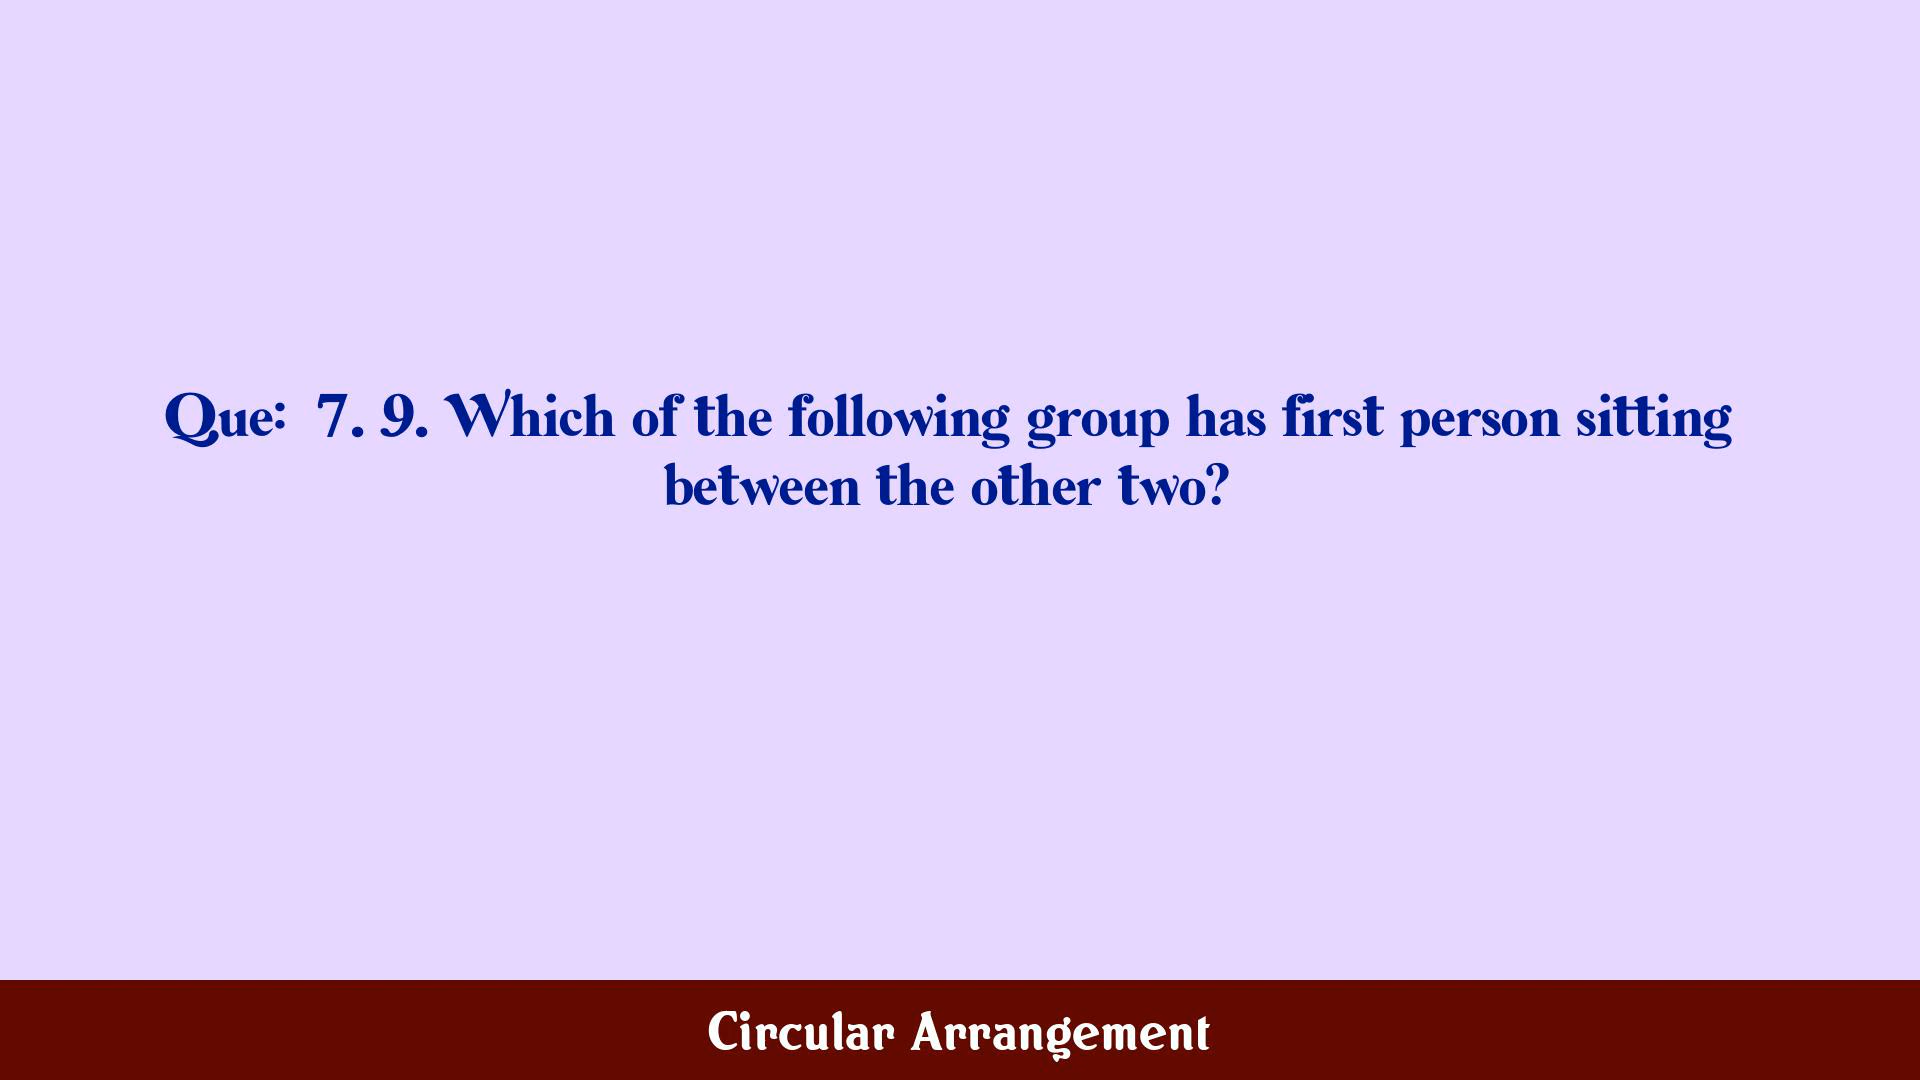 Que: 7. 9. Which of the following group has first person sitting
between the other two?
Circular Arrangement